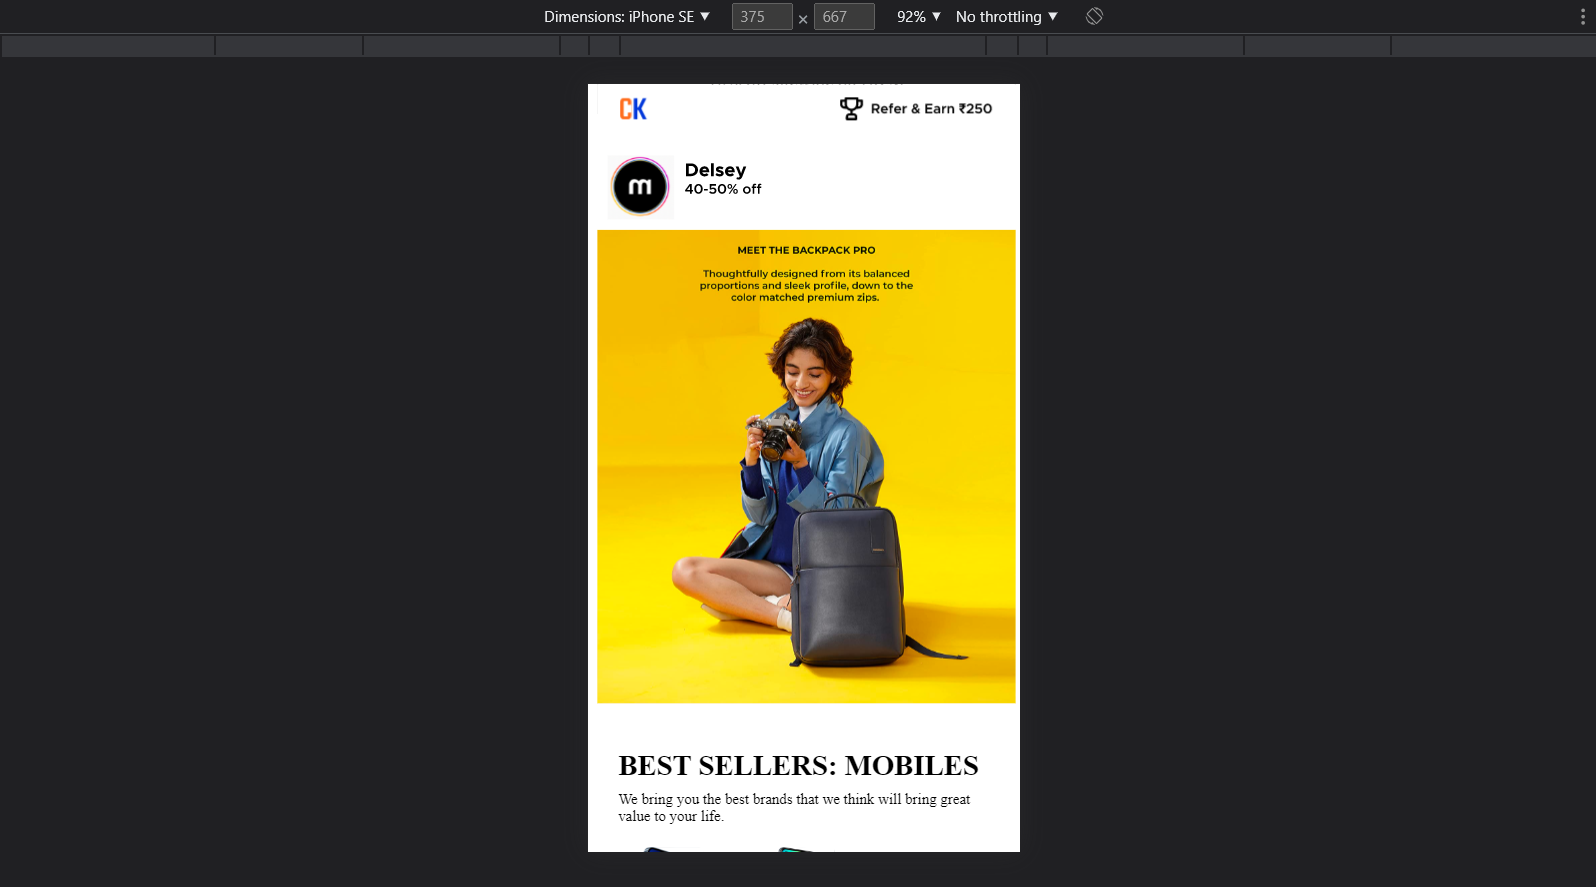 Dimensions: iPhone SE ▼ 375 × 667 92% ▼ No throttling ▼
CK
Refer & Earn ₹250
m
Delsey
40-50% off
MEET THE BACKPACK PRO
Thoughtfully designed from its balanced
proportions and sleek profile, down to the
color matched premium zips.
BEST SELLERS: MOBILES
We bring you the best brands that we think will bring great
value to your life.